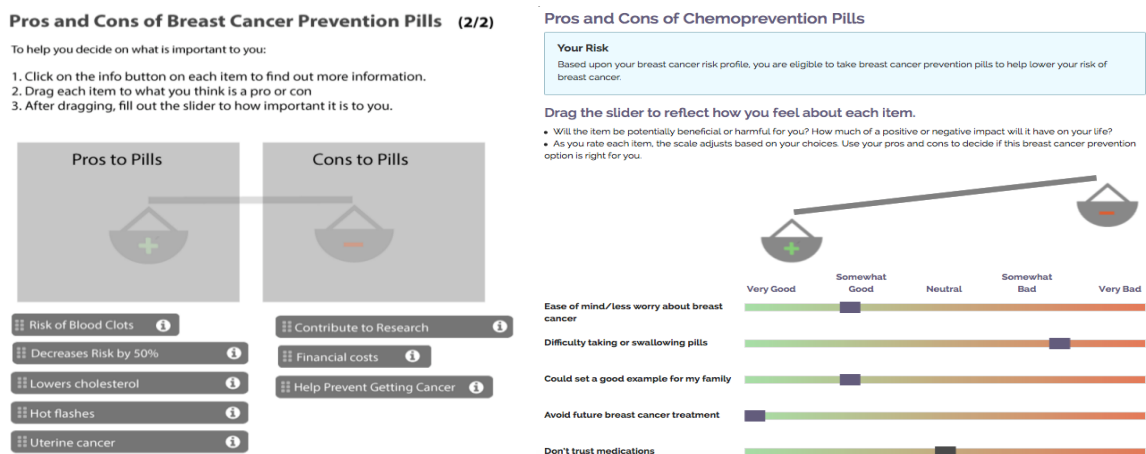 Pros and Cons of Breast Cancer Prevention Pills (2/2)
To help you decide on what is important to you:
1. Click on the info button on each item to find out more information.
2. Drag each item to what you think is a pro or con
3. After dragging, fill out the slider to how important it is to you.
Pros to Pills
Cons to Pills
+
−
Risk of Blood Clots i
Decreases Risk by 50% i
Lowers cholesterol i
Hot flashes i
Uterine cancer i
Contribute to Research i
Financial costs i
Help Prevent Getting Cancer i
Pros and Cons of Chemoprevention Pills
Your Risk
Based upon your breast cancer risk profile, you are eligible to take breast cancer prevention pills to help lower your risk of
breast cancer.
Drag the slider to reflect how you feel about each item.
• Will the item be potentially beneficial or harmful for you? How much of a positive or negative impact will it have on your life?
• As you rate each item, the scale adjusts based on your choices. Use your pros and cons to decide if this breast cancer prevention
option is right for you.
+
−
Very Good
Somewhat
Good
Neutral
Somewhat
Bad
Very Bad
Ease of mind/less worry about breast
cancer
Difficulty taking or swallowing pills
Could set a good example for my family
Avoid future breast cancer treatment
Don't trust medications